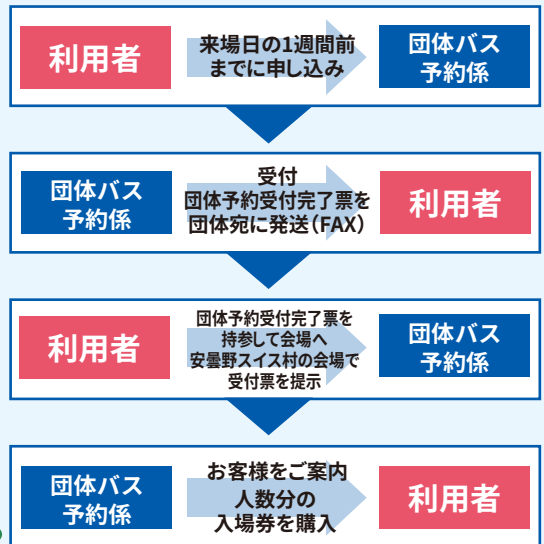 利用者
来場日の1週間前
までに申し込み
団体バス
予約係
団体バス
予約係
受付
団体予約受付完了票を
団体宛に発送(FAX)
利用者
利用者
団体予約受付完了票を
持参して会場へ
安曇野スイス村の会場で
受付票を提示
団体バス
予約係
団体バス
予約係
お客様をご案内
人数分の
入場券を購入
利用者